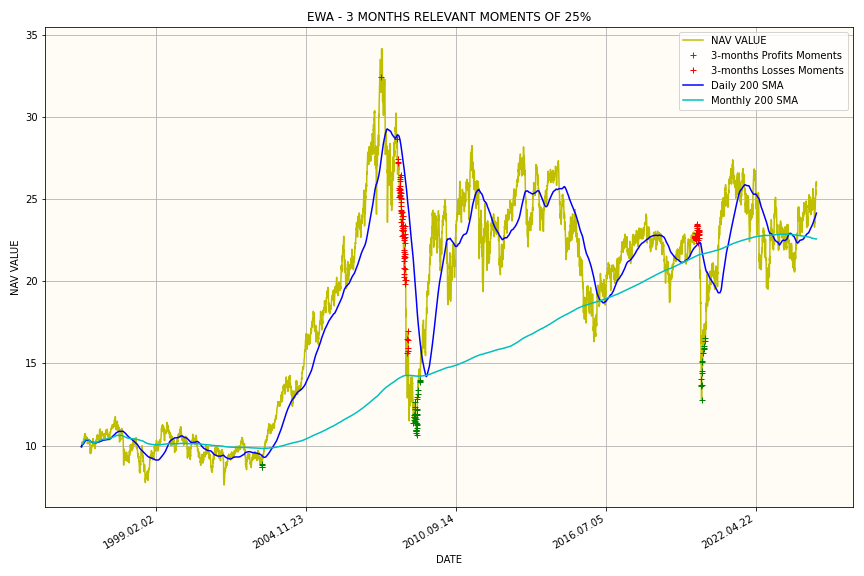 EWA - 3 MONTHS RELEVANT MOMENTS OF 25%
NAV VALUE
3-months Profits Moments
3-months Losses Moments
Daily 200 SMA
Monthly 200 SMA
NAV VALUE
35
30
25
20
15
10
1999.02.02
2004.11.23
2010.09.14
2016.07.05
2022.04.22
DATE